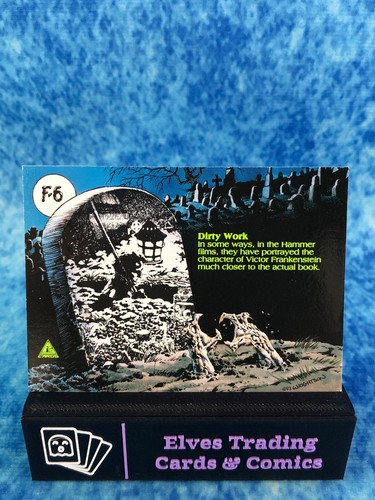 F-6
Dirty Work
In some ways, in the Hammer
films, they have portrayed the
character of Victor Frankenstein
much closer to the actual book.
Elves Trading
Cards & Comics